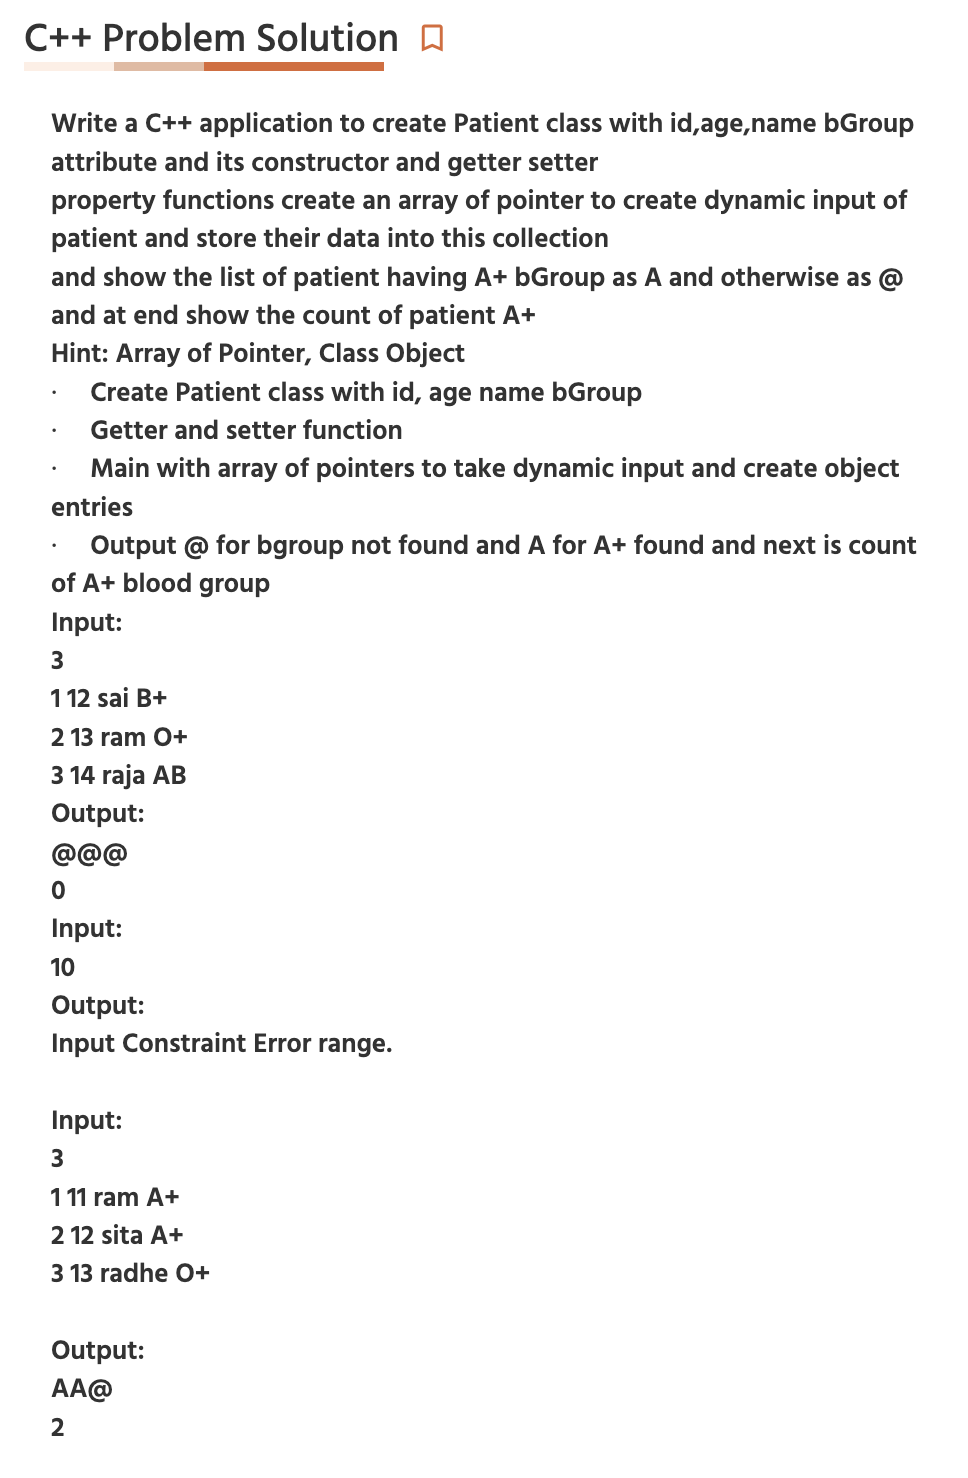 C++ Problem Solution
Write a C++ application to create Patient class with id,age,name bGroup
attribute and its constructor and getter setter
property functions create an array of pointer to create dynamic input of
patient and store their data into this collection
and show the list of patient having A+ bGroup as A and otherwise as @
and at end show the count of patient A+
Hint: Array of Pointer, Class Object
· Create Patient class with id, age name bGroup
· Getter and setter function
· Main with array of pointers to take dynamic input and create object
entries
· Output @ for bgroup not found and A for A+ found and next is count
of A+ blood group
Input:
3
1 12 sai B+
2 13 ram O+
3 14 raja AB
Output:
@@@
0
Input:
10
Output:
Input Constraint Error range.
Input:
3
1 11 ram A+
2 12 sita A+
3 13 radhe O+
Output:
AA@
2